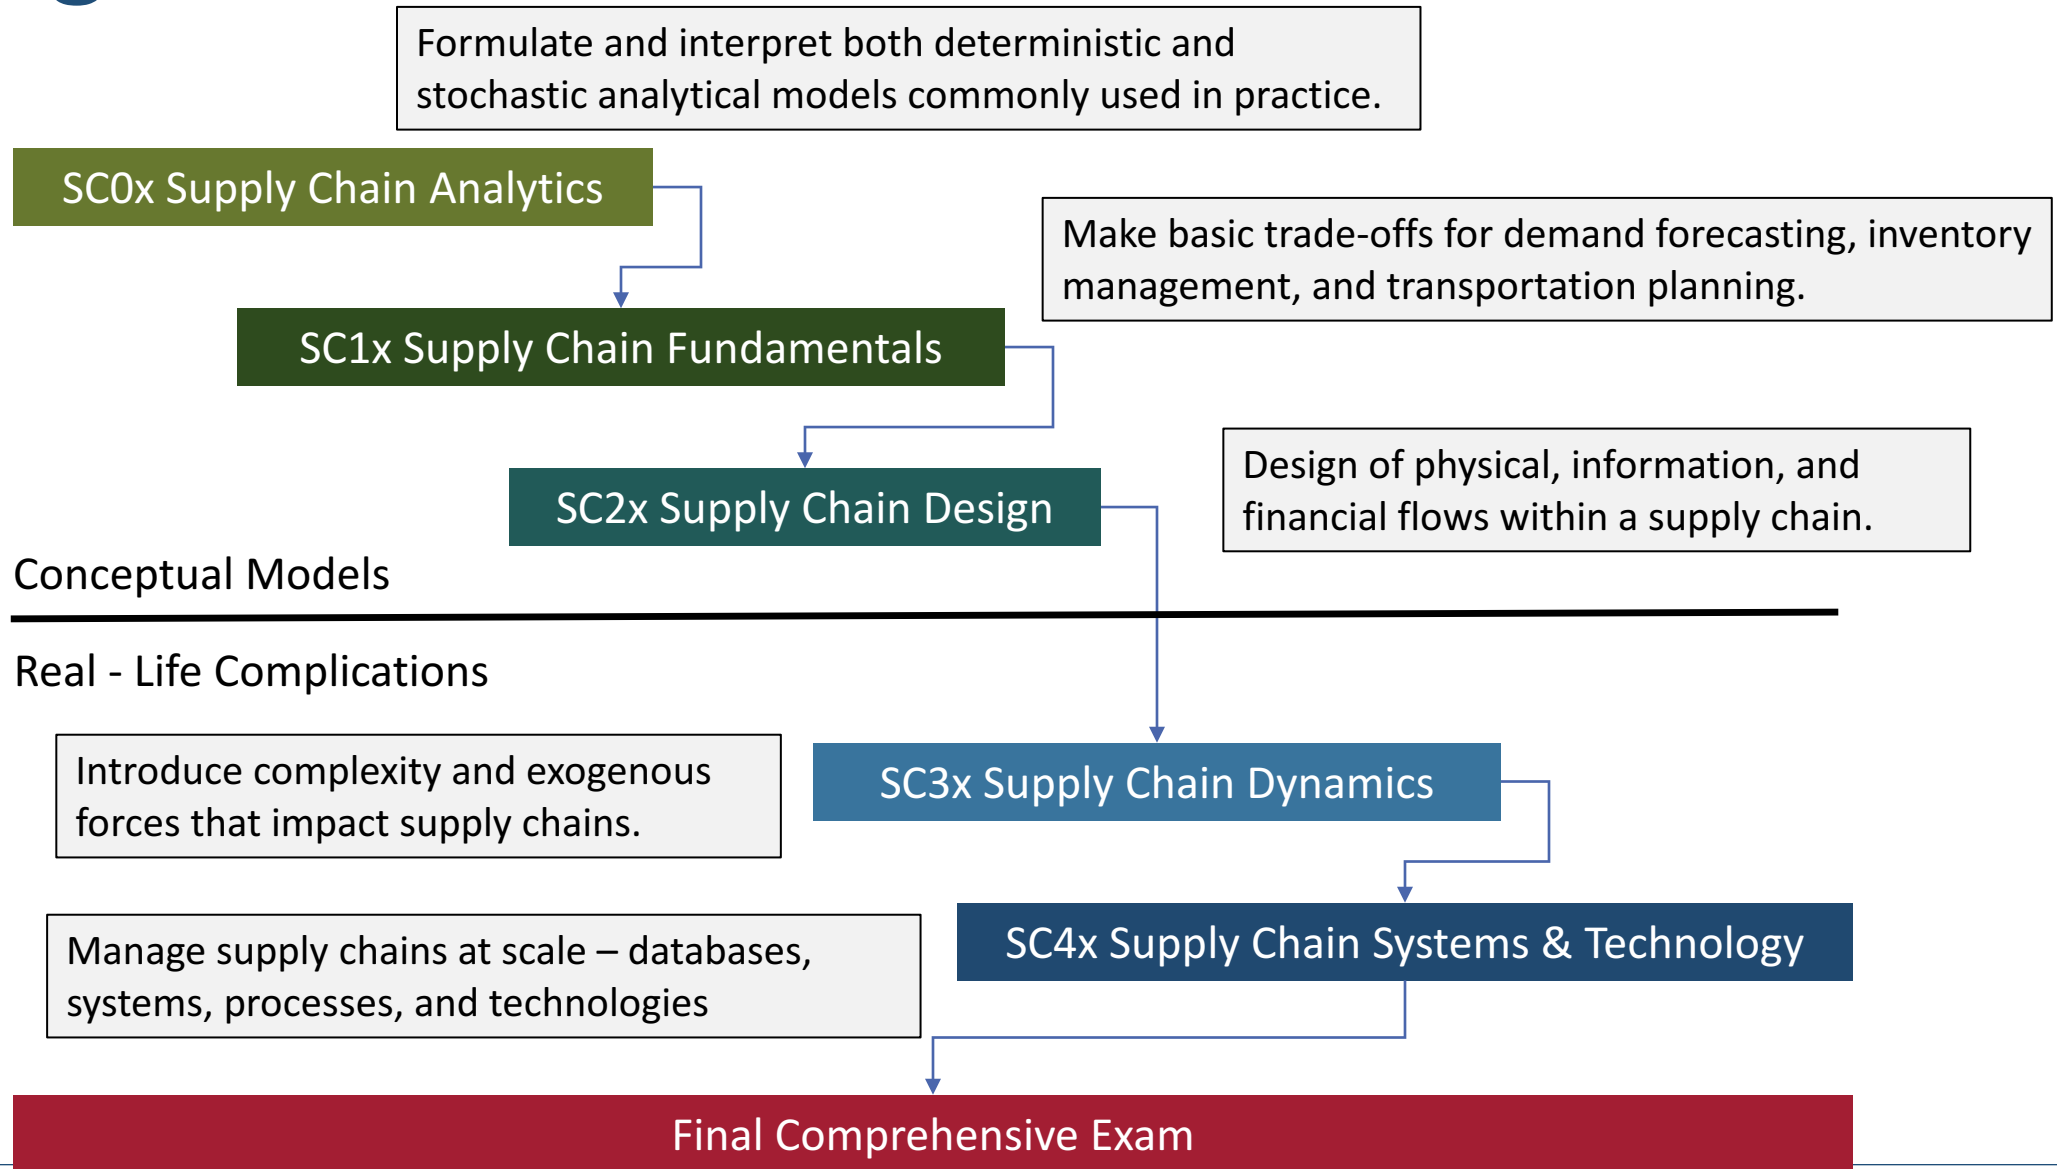 Formulate and interpret both deterministic and
stochastic analytical models commonly used in practice.
SC0x Supply Chain Analytics
Make basic trade-offs for demand forecasting, inventory
management, and transportation planning.
SC1x Supply Chain Fundamentals
Design of physical, information, and
financial flows within a supply chain.
SC2x Supply Chain Design
Conceptual Models
Real - Life Complications
Introduce complexity and exogenous
forces that impact supply chains.
SC3x Supply Chain Dynamics
Manage supply chains at scale – databases,
systems, processes, and technologies
SC4x Supply Chain Systems & Technology
Final Comprehensive Exam